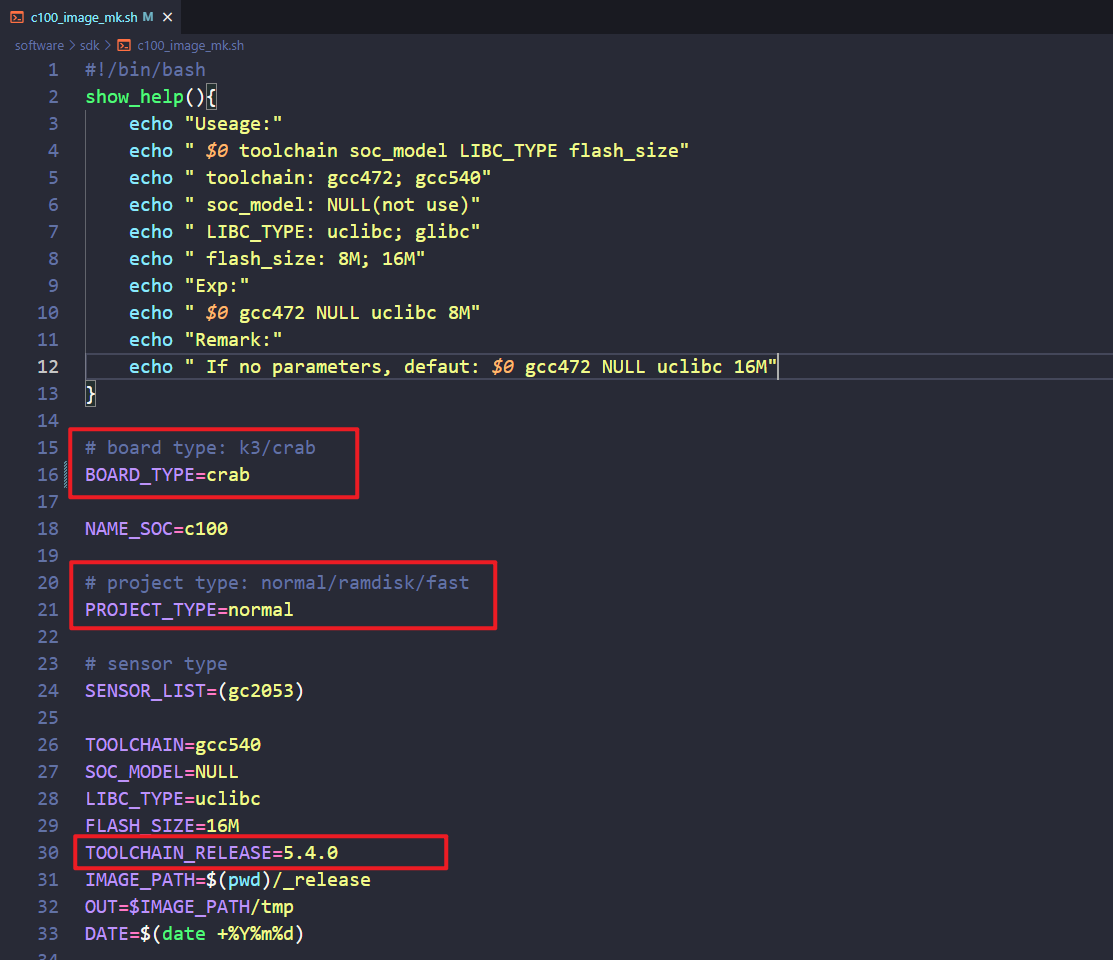 c100_image_mk.sh M ×
software > sdk > c100_image_mk.sh
1 #!/bin/bash
2 show_help(){
3 echo "Useage:"
4 echo " $0 toolchain soc_model LIBC_TYPE flash_size"
5 echo " toolchain: gcc472; gcc540"
6 echo " soc_model: NULL(not use)"
7 echo " LIBC_TYPE: uclibc; glibc"
8 echo " flash_size: 8M; 16M"
9 echo "Exp:"
10 echo " $0 gcc472 NULL uclibc 8M"
11 echo "Remark:"
12 echo " If no parameters, defaut: $0 gcc472 NULL uclibc 16M"
13 }
14
15 # board type: k3/crab
16 BOARD_TYPE=crab
17
18 NAME_SOC=c100
19
20 # project type: normal/ramdisk/fast
21 PROJECT_TYPE=normal
22
23 # sensor type
24 SENSOR_LIST=(gc2053)
25
26 TOOLCHAIN=gcc540
27 SOC_MODEL=NULL
28 LIBC_TYPE=uclibc
29 FLASH_SIZE=16M
30 TOOLCHAIN_RELEASE=5.4.0
31 IMAGE_PATH=$(pwd)/_release
32 OUT=$IMAGE_PATH/tmp
33 DATE=$(date +%Y%m%d)
34